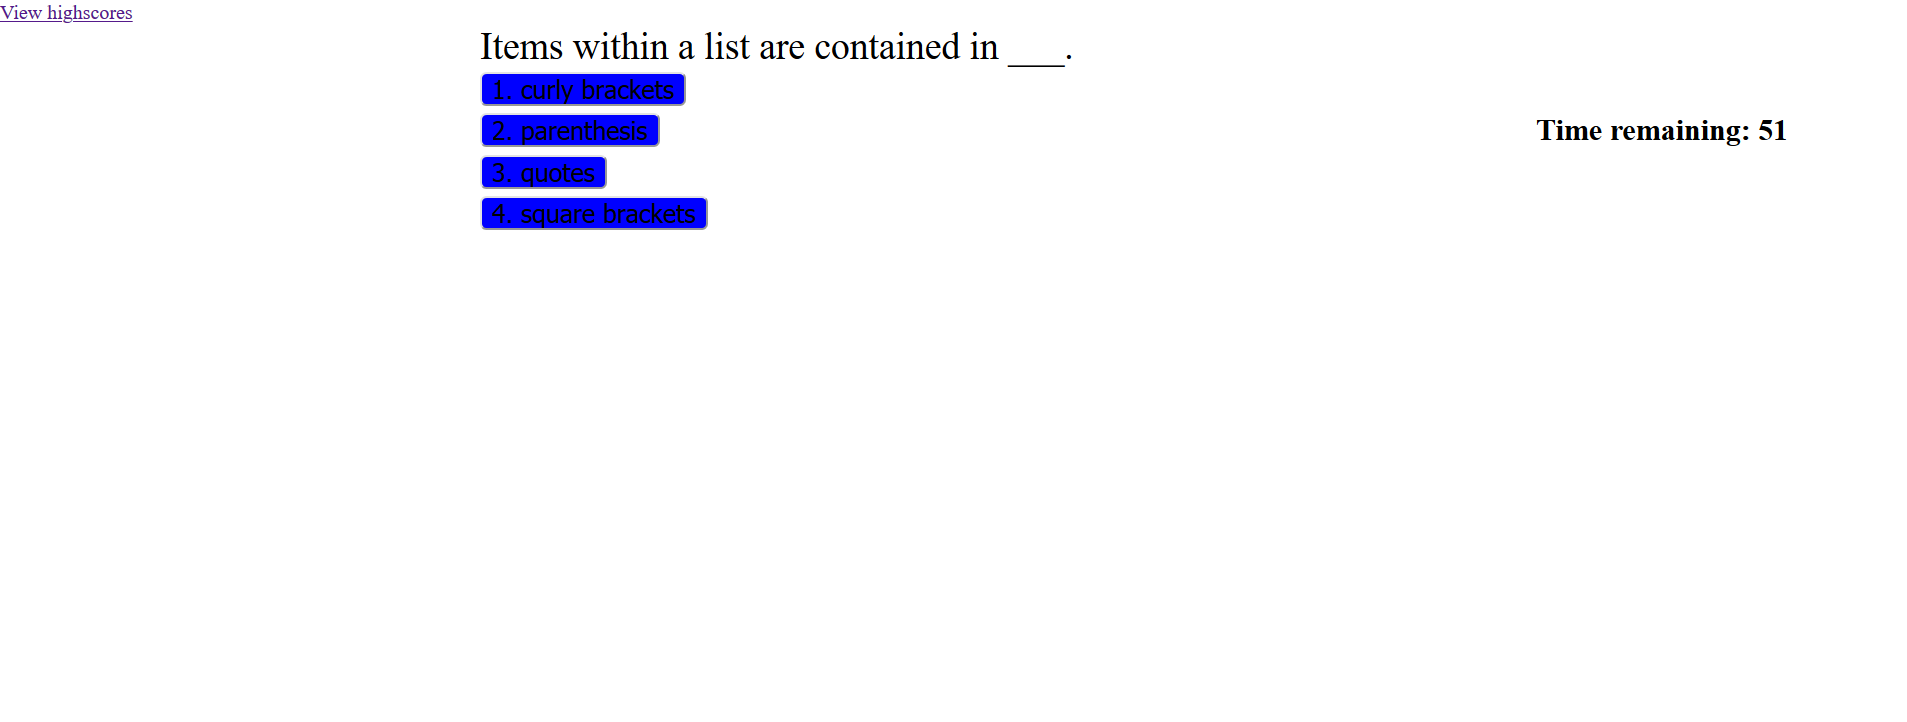 View highscores
Items within a list are contained in ___.
1. curly brackets
2. parenthesis
Time remaining: 51
3. quotes
4. square brackets